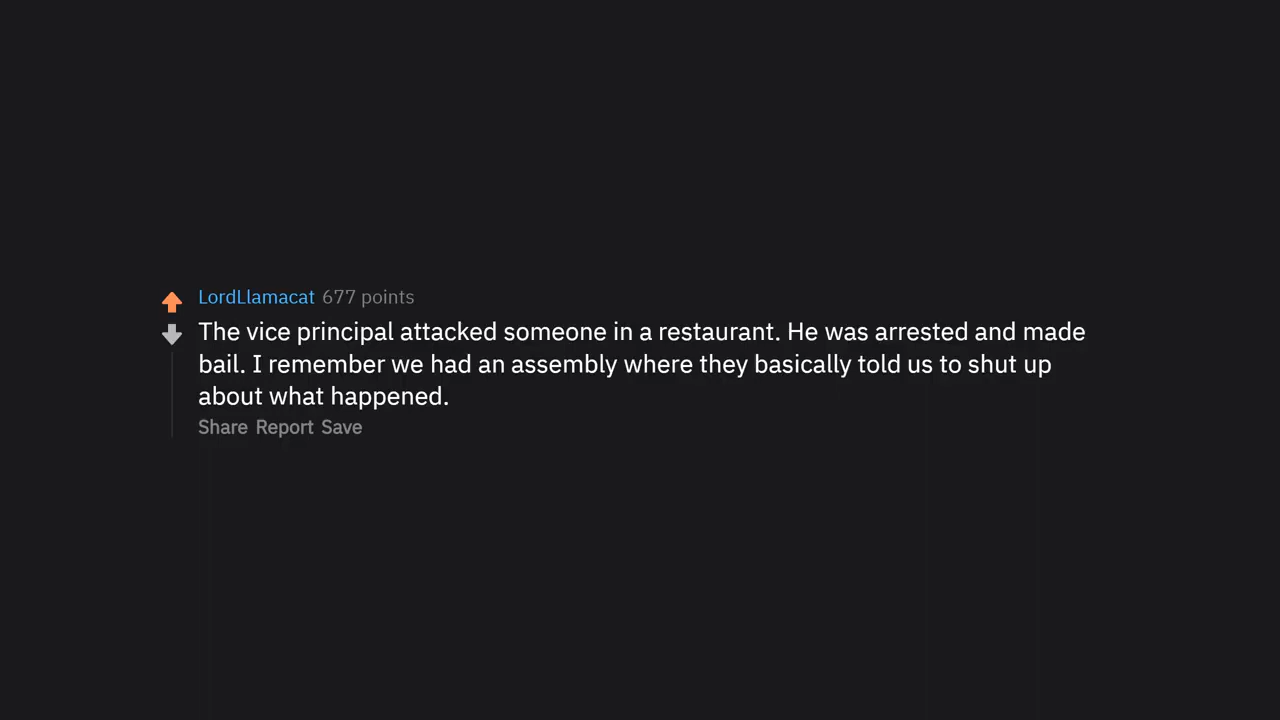 LordLlamacat 677 points
The vice principal attacked someone in a restaurant. He was arrested and made
bail. I remember we had an assembly where they basically told us to shut up
about what happened.
Share Report Save